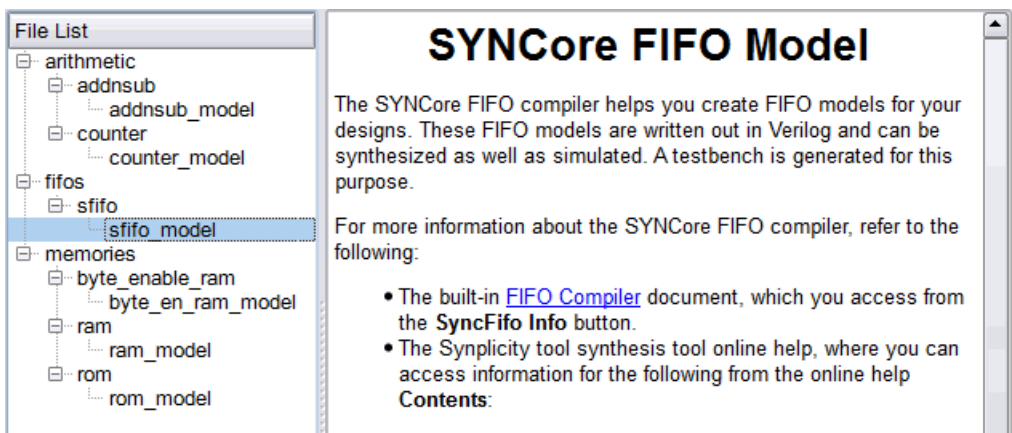 File List
arithmetic
addnsub
addnsub_model
counter
counter_model
fifos
sfifo
sfifo_model
memories
byte_enable_ram
byte_en_ram_model
ram
ram_model
rom
rom_model
SYNCore FIFO Model
The SYNCore FIFO compiler helps you create FIFO models for your
designs. These FIFO models are written out in Verilog and can be
synthesized as well as simulated. A testbench is generated for this
purpose.
For more information about the SYNCore FIFO compiler, refer to the
following:
• The built-in FIFO Compiler document, which you access from
the SyncFifo Info button.
• The Synplicity tool synthesis tool online help, where you can
access information for the following from the online help
Contents: